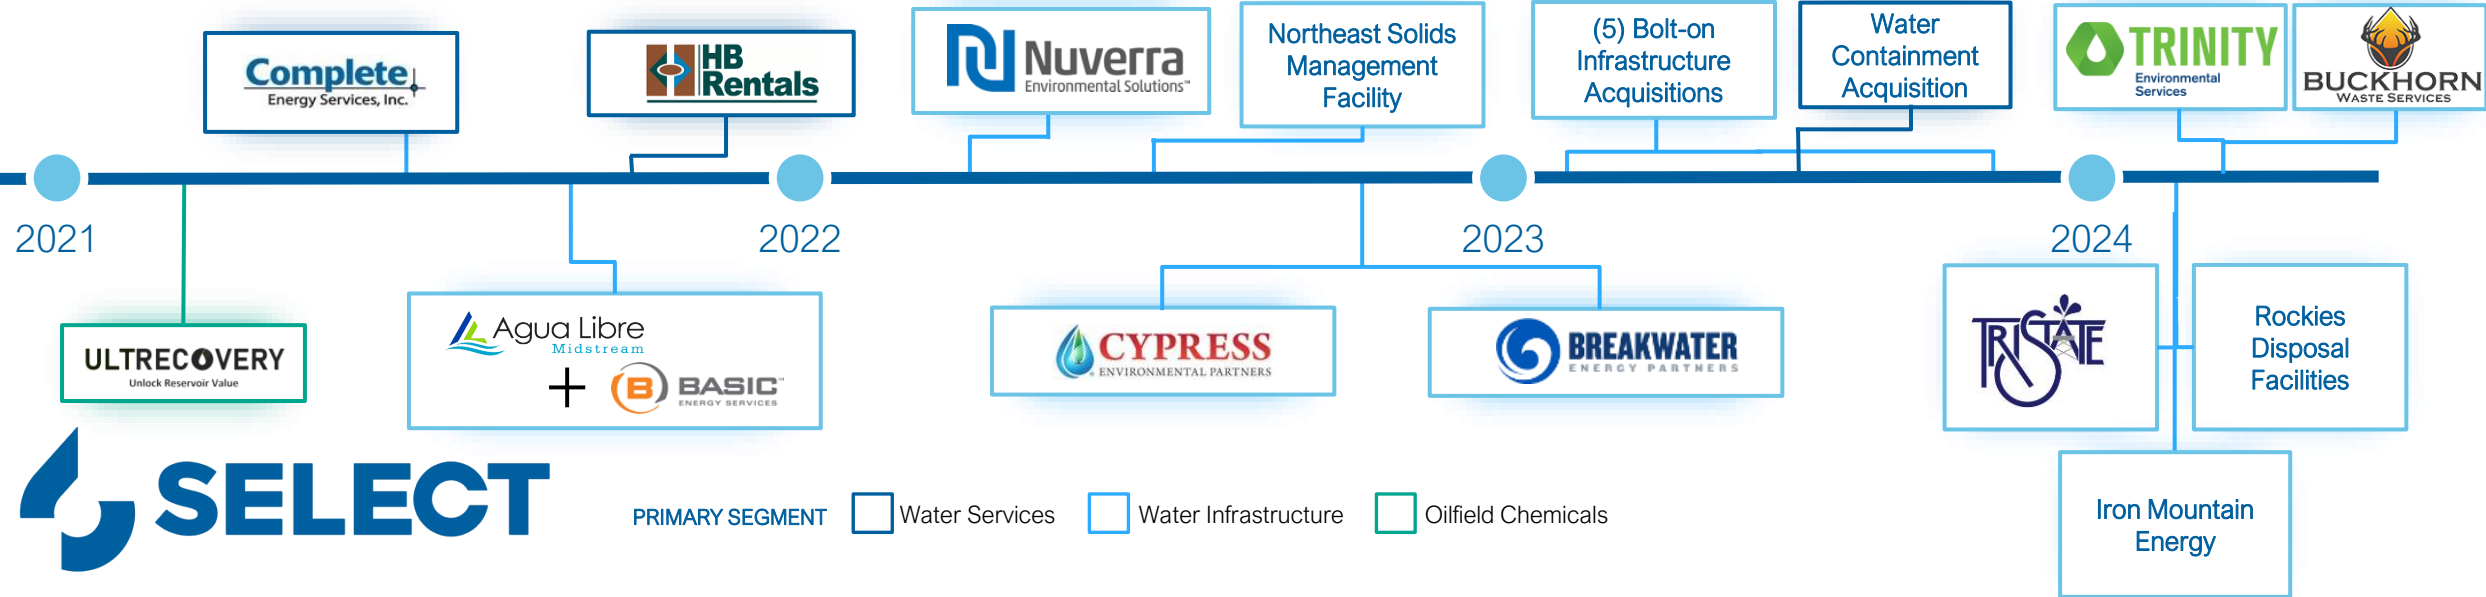 Complete
Energy Services, Inc.
HB
Rentals
Nuverra
Environmental Solutions™
Northeast Solids
Management
Facility
(5) Bolt-on
Infrastructure
Acquisitions
Water
Containment
Acquisition
TRINITY
Environmental
Services
BUCKHORN
WASTE SERVICES
2021
2022
2023
2024
ULTRECOVERY
Unlock Reservoir Value
Agua Libre
Midstream
+
B BASIC™
ENERGY SERVICES
CYPRESS
ENVIRONMENTAL PARTNERS
BREAKWATER
ENERGY PARTNERS
TRISTATE
Rockies
Disposal
Facilities
Iron Mountain
Energy
SELECT
PRIMARY SEGMENT
Water Services
Water Infrastructure
Oilfield Chemicals